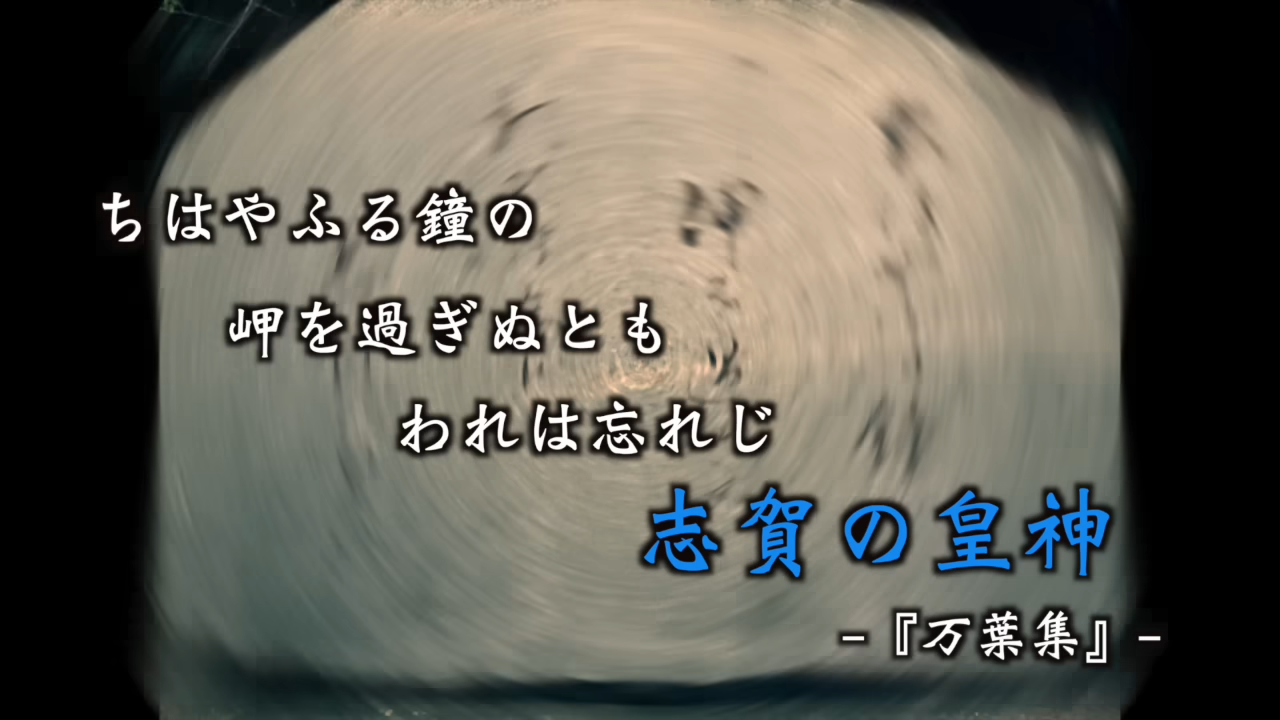 ちはやふる鐘の
岬を過ぎぬとも
われは忘れじ
志賀の皇神
–『万葉集』–